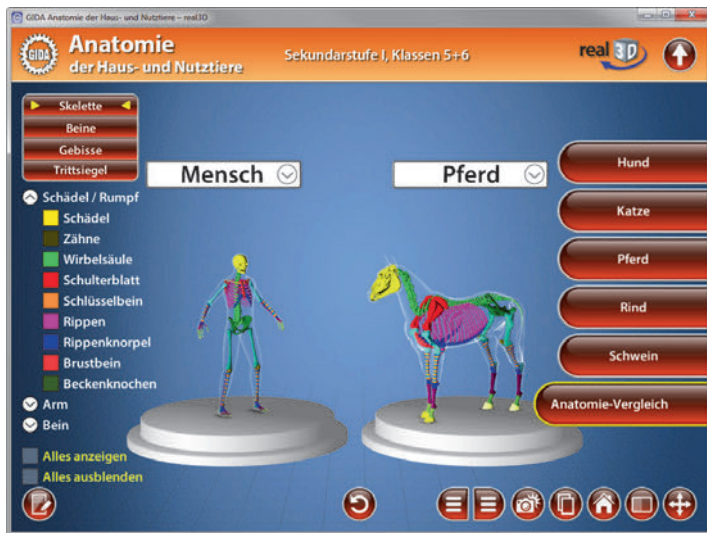 GIDA Anatomie der Haus- und Nutztiere – real3D
GIDA
Anatomie
der Haus- und Nutztiere
Sekundarstufe I, Klassen 5+6
real 3D
Skelette
Beine
Gebisse
Trittsiegel
Mensch
Pferd
Schädel / Rumpf
Schädel
Zähne
Wirbelsäule
Schulterblatt
Schlüsselbein
Rippen
Rippenknorpel
Brustbein
Beckenknochen
Arm
Bein
Alles anzeigen
Alles ausblenden
Hund
Katze
Pferd
Rind
Schwein
Anatomie-Vergleich